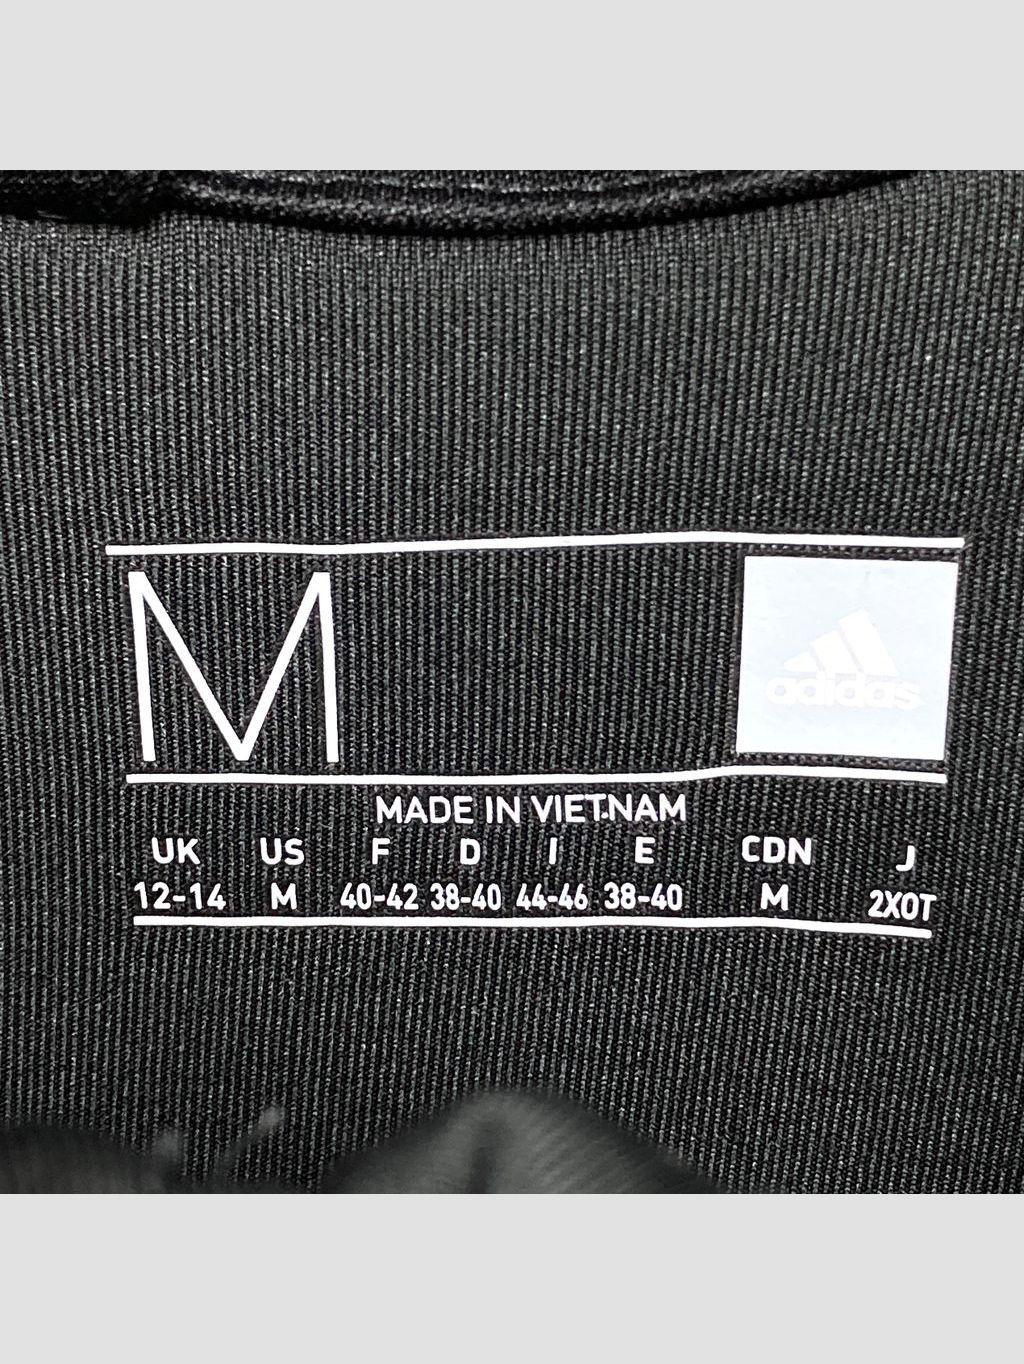 M
adidas
MADE IN VIETNAM
UK US F D I E CDN J
12-14 M 40-42 38-40 44-46 38-40 M 2XOT